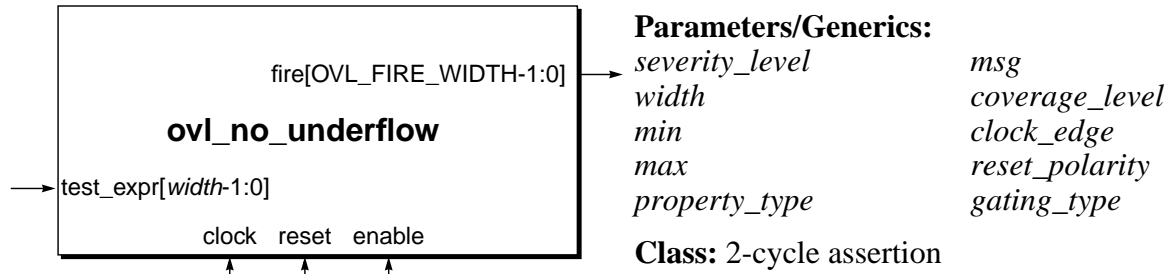 fire[OVL_FIRE_WIDTH-1:0]
ovl_no_underflow
test_expr[width-1:0]
clock reset enable
Parameters/Generics:
severity_level msg
width coverage_level
min clock_edge
max reset_polarity
property_type gating_type
Class: 2-cycle assertion